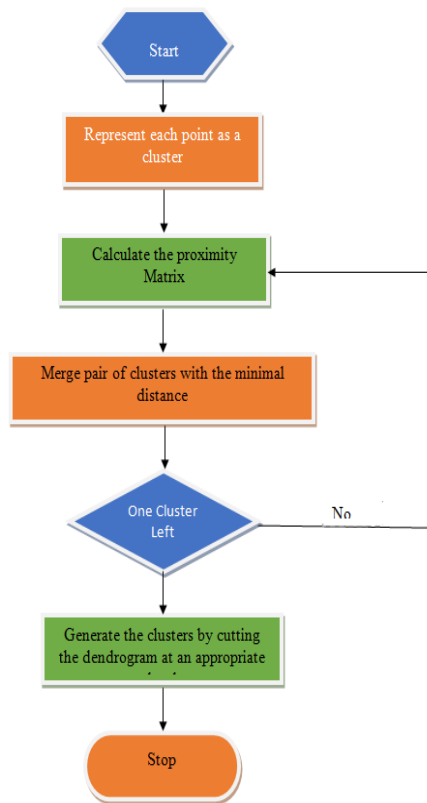 Start
Represent each point as a
cluster
Calculate the proximity
Matrix
Merge pair of clusters with the minimal
distance
One Cluster
Left
No
Generate the clusters by cutting
the dendrogram at an appropriate
Stop